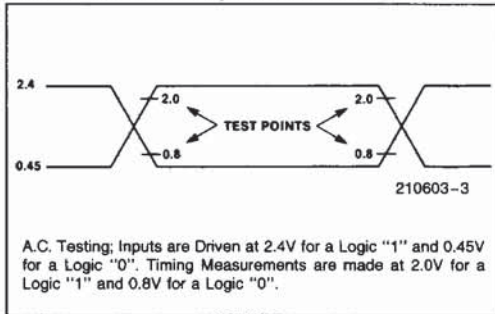 2.4
2.0
2.0
TEST POINTS
0.8
0.8
0.45
210603-3
A.C. Testing; Inputs are Driven at 2.4V for a Logic "1" and 0.45V
for a Logic "0". Timing Measurements are made at 2.0V for a
Logic "1" and 0.8V for a Logic "0".